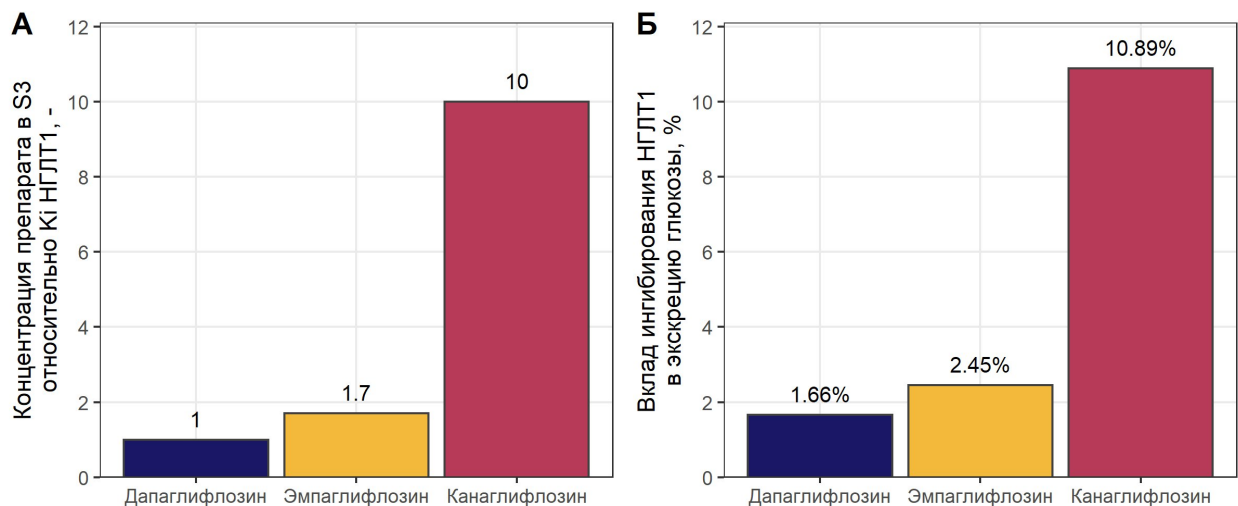 А
Концентрация препарата в S3
относительно Ki НГЛТ1, -
12
10
8
6
4
2
0
1
1.7
10
Дапаглифлозин
Эмпаглифлозин
Канаглифлозин
Б
Вклад ингибирования НГЛТ1
в экскрецию глюкозы, %
12
10
8
6
4
2
0
1.66%
2.45%
10.89%
Дапаглифлозин
Эмпаглифлозин
Канаглифлозин